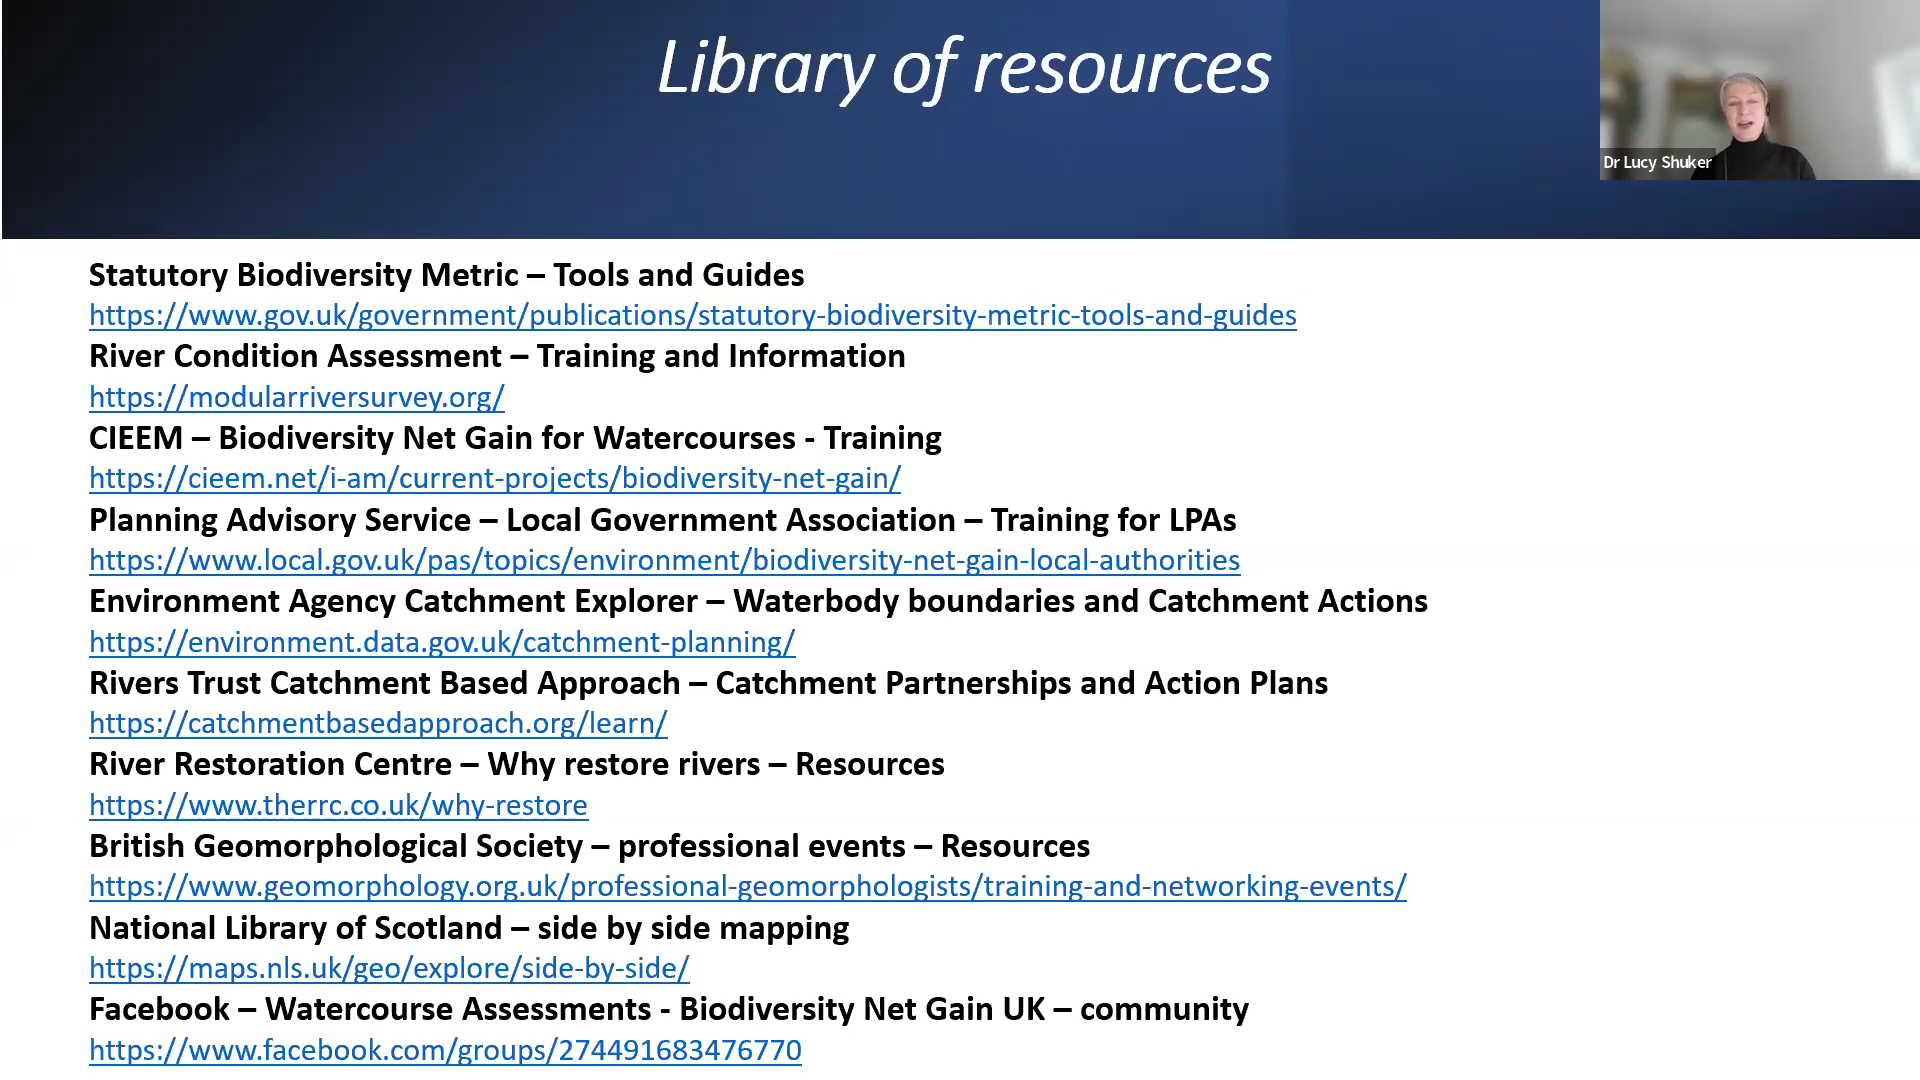 Library of resources
Dr Lucy Shuker
Statutory Biodiversity Metric – Tools and Guides
https://www.gov.uk/government/publications/statutory-biodiversity-metric-tools-and-guides
River Condition Assessment – Training and Information
https://modularriversurvey.org/
CIEEM – Biodiversity Net Gain for Watercourses - Training
https://cieem.net/i-am/current-projects/biodiversity-net-gain/
Planning Advisory Service – Local Government Association – Training for LPAs
https://www.local.gov.uk/pas/topics/environment/biodiversity-net-gain-local-authorities
Environment Agency Catchment Explorer – Waterbody boundaries and Catchment Actions
https://environment.data.gov.uk/catchment-planning/
Rivers Trust Catchment Based Approach – Catchment Partnerships and Action Plans
https://catchmentbasedapproach.org/learn/
River Restoration Centre – Why restore rivers – Resources
https://www.therrc.co.uk/why-restore
British Geomorphological Society – professional events – Resources
https://www.geomorphology.org.uk/professional-geomorphologists/training-and-networking-events/
National Library of Scotland – side by side mapping
https://maps.nls.uk/geo/explore/side-by-side/
Facebook – Watercourse Assessments - Biodiversity Net Gain UK – community
https://www.facebook.com/groups/274491683476770